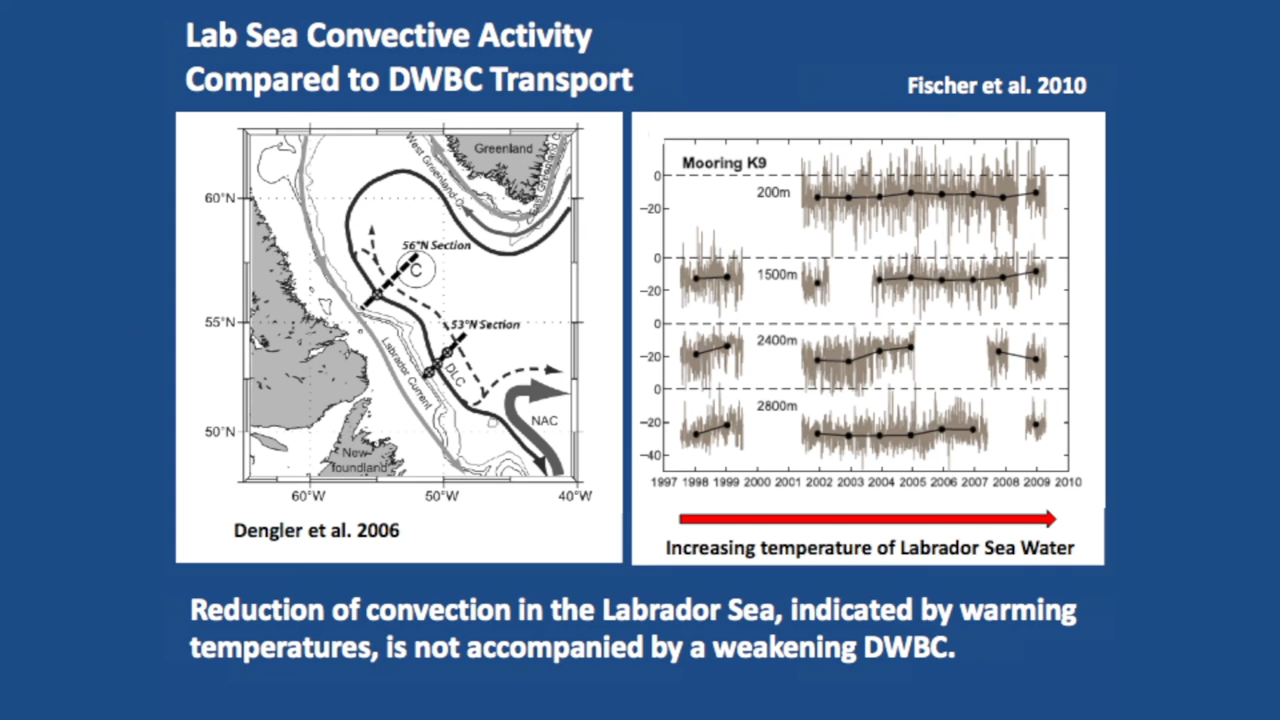 Lab Sea Convective Activity
Compared to DWBC Transport
Fischer et al. 2010
Greenland
West Greenland C.
East Greenland C.
60°N
56°N Section
C
55°N
53°N Section
Labrador Current
DLC
NAC
50°N
New-
foundland
60°W
50°W
40°W
Dengler et al. 2006
Mooring K9
0
200m
−20
0
1500m
−20
0
2400m
−20
0
2800m
−20
−40
1997 1998 1999 2000 2001 2002 2003 2004 2005 2006 2007 2008 2009 2010
Increasing temperature of Labrador Sea Water
Reduction of convection in the Labrador Sea, indicated by warming
temperatures, is not accompanied by a weakening DWBC.